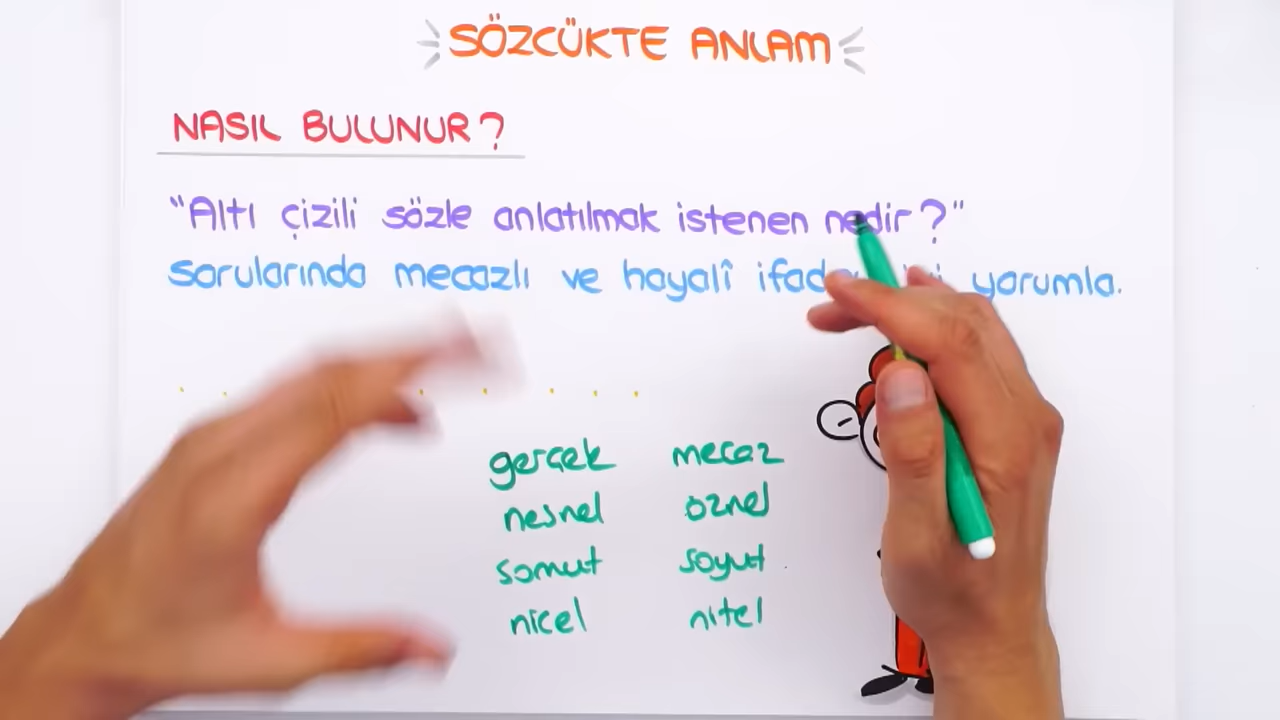 SÖZCÜKTE ANLAM
NASIL BULUNUR?
"Altı çizili sözle anlatılmak istenen nedir?"
sorularında mecazlı ve hayalî yorumla.
gerçek mecaz
nesnel öznel
somut soyut
nicel nitel